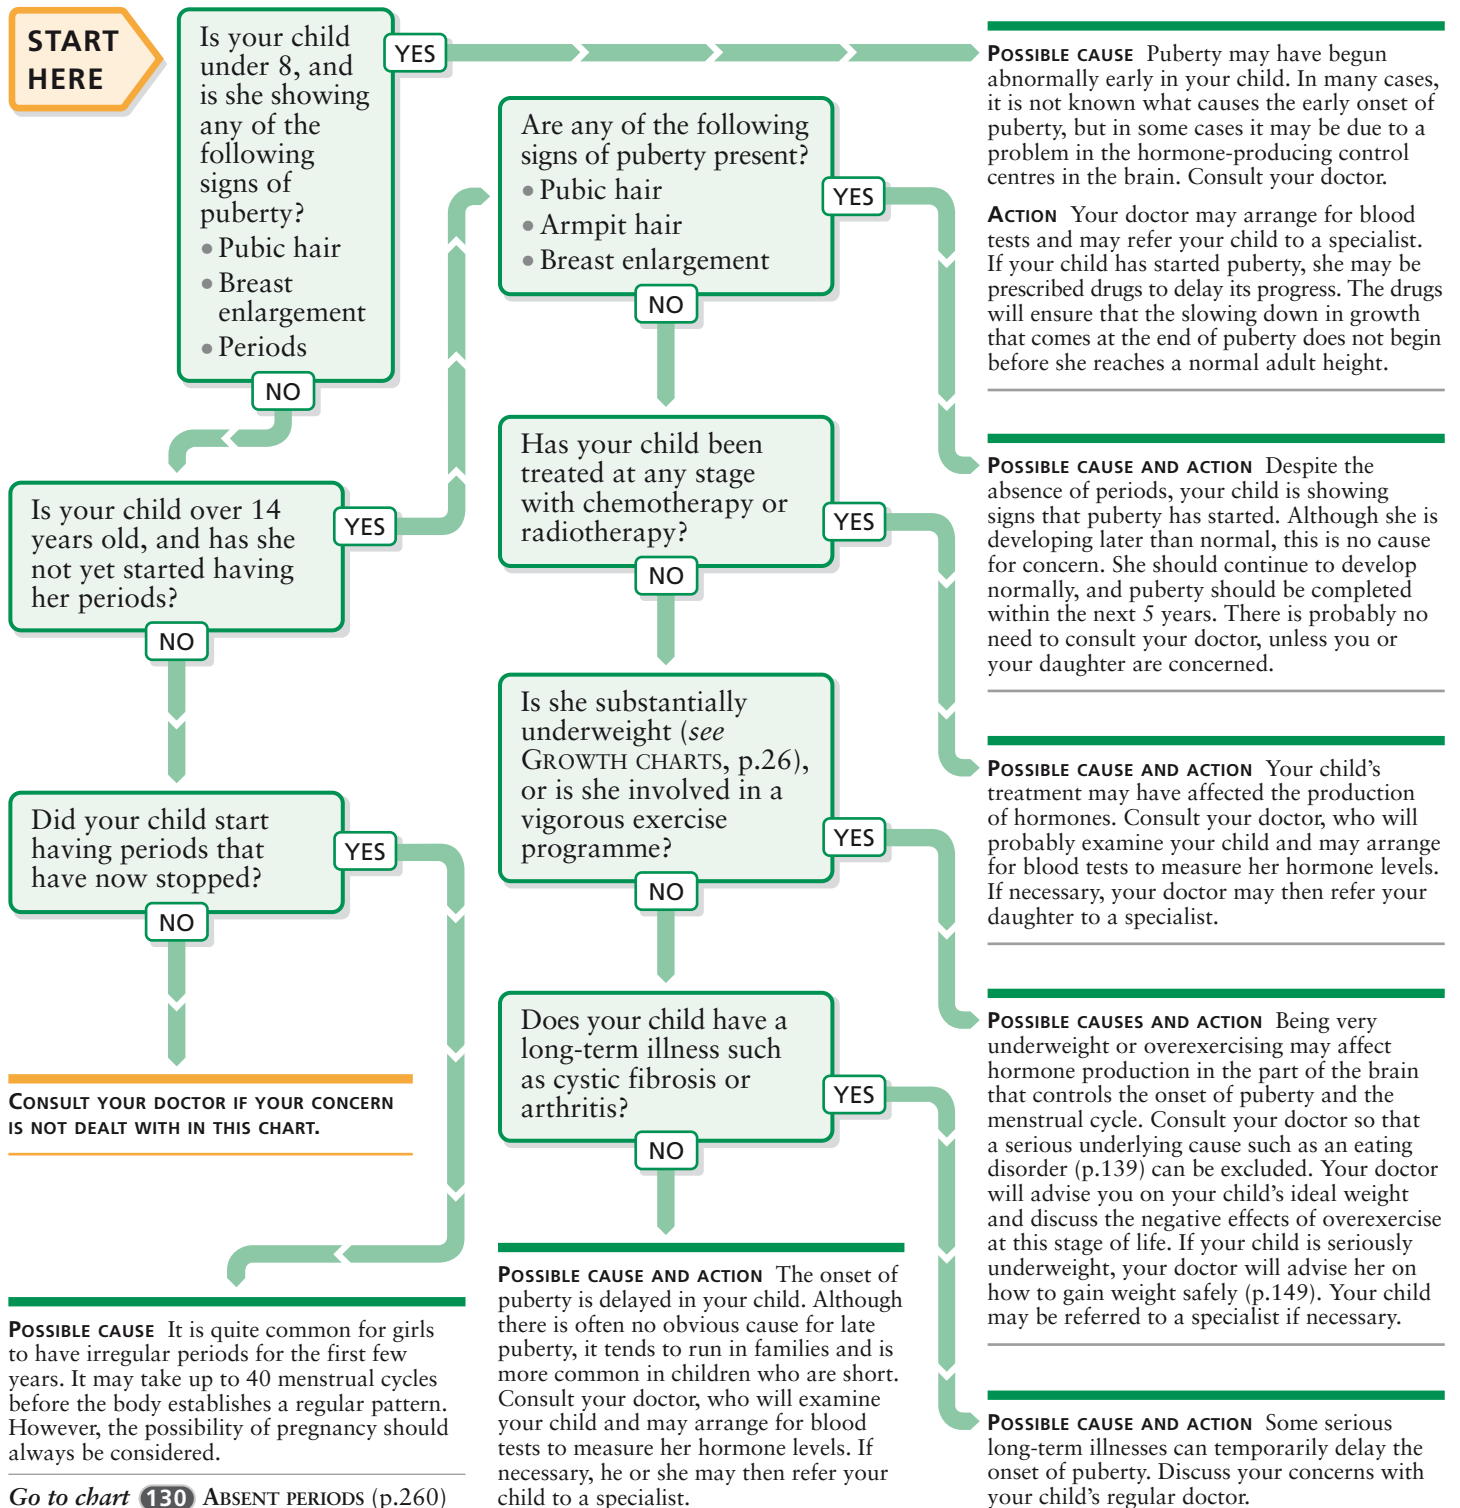 START
HERE
Is your child
under 8, and
is she showing
any of the
following
signs of
puberty?
• Pubic hair
• Breast
enlargement
• Periods
YES
NO
Is your child over 14
years old, and has she
not yet started having
her periods?
YES
NO
Did your child start
having periods that
have now stopped?
YES
NO
CONSULT YOUR DOCTOR IF YOUR CONCERN
IS NOT DEALT WITH IN THIS CHART.
POSSIBLE CAUSE It is quite common for girls
to have irregular periods for the first few
years. It may take up to 40 menstrual cycles
before the body establishes a regular pattern.
However, the possibility of pregnancy should
always be considered.
Go to chart 130 ABSENT PERIODS (p.260)
Are any of the following
signs of puberty present?
• Pubic hair
• Armpit hair
• Breast enlargement
YES
NO
Has your child been
treated at any stage
with chemotherapy or
radiotherapy?
YES
NO
Is she substantially
underweight (see
GROWTH CHARTS, p.26),
or is she involved in a
vigorous exercise
programme?
YES
NO
Does your child have a
long-term illness such
as cystic fibrosis or
arthritis?
YES
NO
POSSIBLE CAUSE AND ACTION The onset of
puberty is delayed in your child. Although
there is often no obvious cause for late
puberty, it tends to run in families and is
more common in children who are short.
Consult your doctor, who will examine
your child and may arrange for blood
tests to measure her hormone levels. If
necessary, he or she may then refer your
child to a specialist.
POSSIBLE CAUSE Puberty may have begun
abnormally early in your child. In many cases,
it is not known what causes the early onset of
puberty, but in some cases it may be due to a
problem in the hormone-producing control
centres in the brain. Consult your doctor.
ACTION Your doctor may arrange for blood
tests and may refer your child to a specialist.
If your child has started puberty, she may be
prescribed drugs to delay its progress. The drugs
will ensure that the slowing down in growth
that comes at the end of puberty does not begin
before she reaches a normal adult height.
POSSIBLE CAUSE AND ACTION Despite the
absence of periods, your child is showing
signs that puberty has started. Although she is
developing later than normal, this is no cause
for concern. She should continue to develop
normally, and puberty should be completed
within the next 5 years. There is probably no
need to consult your doctor, unless you or
your daughter are concerned.
POSSIBLE CAUSE AND ACTION Your child's
treatment may have affected the production
of hormones. Consult your doctor, who will
probably examine your child and may arrange
for blood tests to measure her hormone levels.
If necessary, your doctor may then refer your
daughter to a specialist.
POSSIBLE CAUSES AND ACTION Being very
underweight or overexercising may affect
hormone production in the part of the brain
that controls the onset of puberty and the
menstrual cycle. Consult your doctor so that
a serious underlying cause such as an eating
disorder (p.139) can be excluded. Your doctor
will advise you on your child's ideal weight
and discuss the negative effects of overexercise
at this stage of life. If your child is seriously
underweight, your doctor will advise her on
how to gain weight safely (p.149). Your child
may be referred to a specialist if necessary.
POSSIBLE CAUSE AND ACTION Some serious
long-term illnesses can temporarily delay the
onset of puberty. Discuss your concerns with
your child's regular doctor.